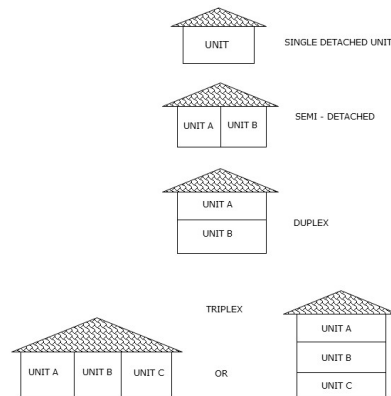 UNIT
SINGLE DETACHED UNIT
UNIT A
UNIT B
SEMI - DETACHED
UNIT A
UNIT B
DUPLEX
TRIPLEX
UNIT A
UNIT B
UNIT C
OR
UNIT A
UNIT B
UNIT C